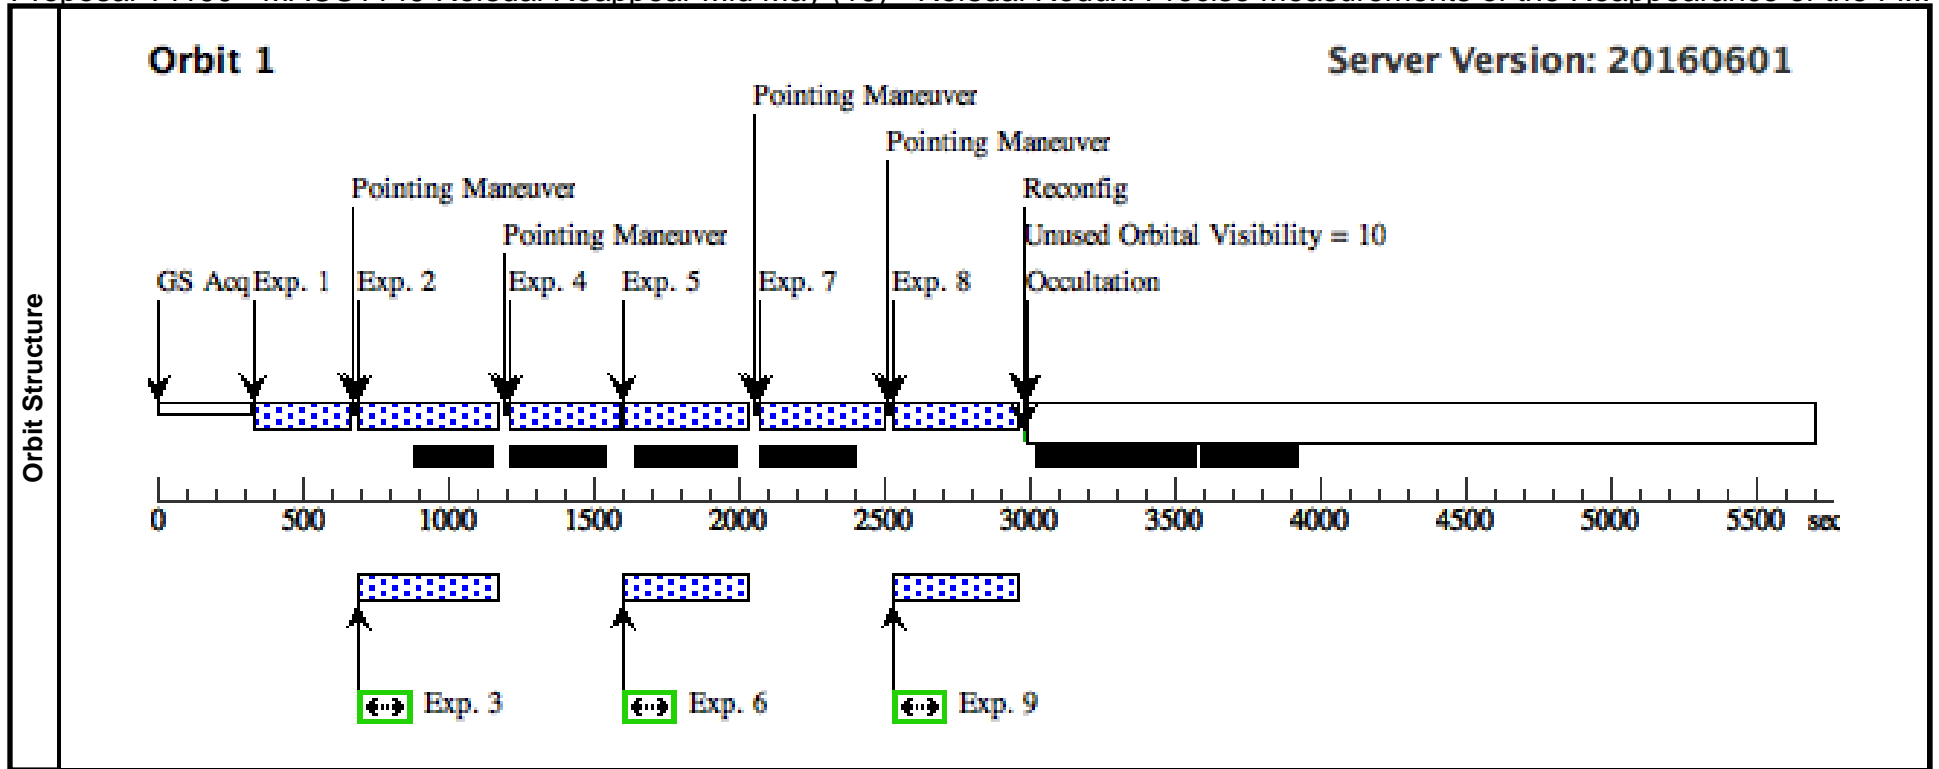 Orbit 1
Server Version: 20160601
Pointing Maneuver
Pointing Maneuver
Pointing Maneuver
Reconfig
Pointing Maneuver
Unused Orbital Visibility = 10
GS Acq Exp. 1 Exp. 2 Exp. 4 Exp. 5 Exp. 7 Exp. 8 Occultation
Orbit Structure
0 500 1000 1500 2000 2500 3000 3500 4000 4500 5000 5500 sec
Exp. 3 Exp. 6 Exp. 9